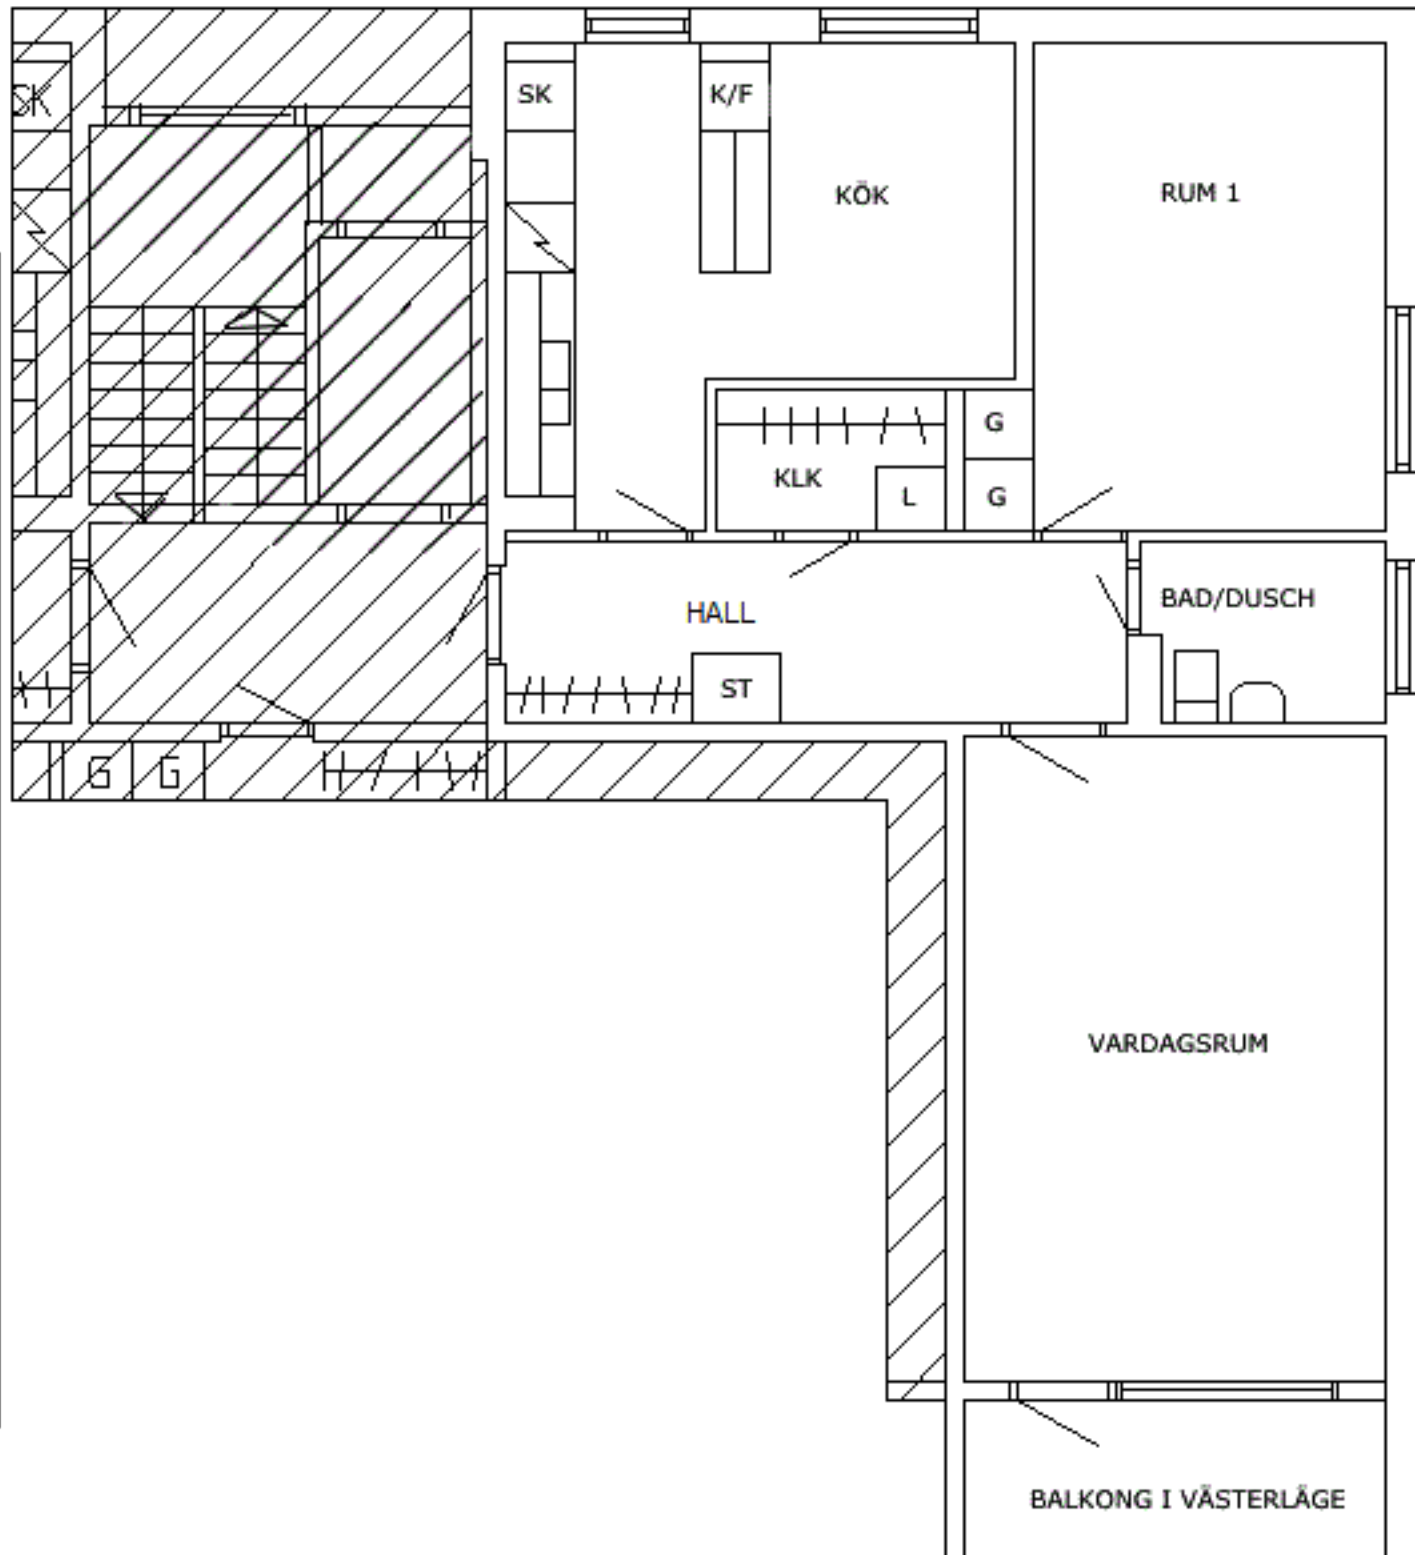 SK
SK
K/F
KÖK
RUM 1
G
KLK
L
G
BAD/DUSCH
HALL
ST
G
G
VARDAGSRUM
BALKONG I VÄSTERLÄGE